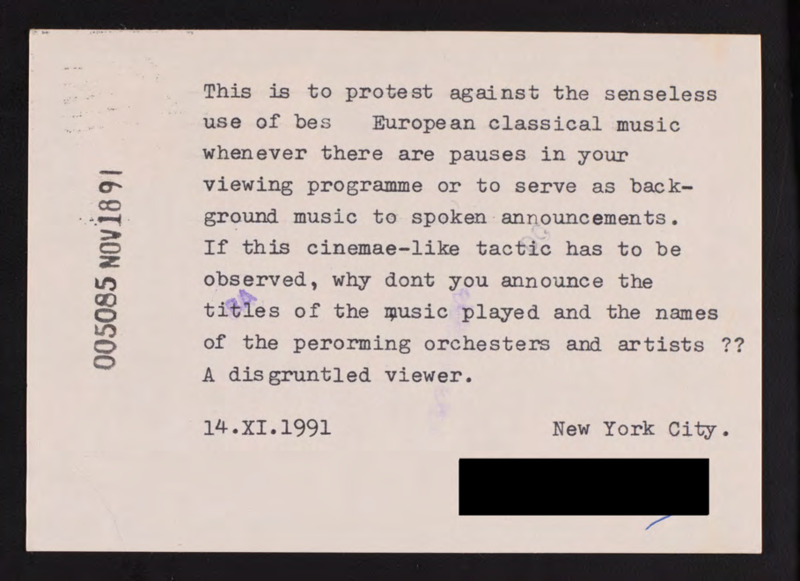 This is to protest against the senseless
use of bes European classical music
whenever there are pauses in your
viewing programme or to serve as back-
ground music to spoken announcements.
If this cinemae-like tactic has to be
observed, why dont you announce the
titles of the music played and the names
of the perorming orchesters and artists ??
A disgruntled viewer.
14.XI.1991 New York City.
005085 NOV18 91